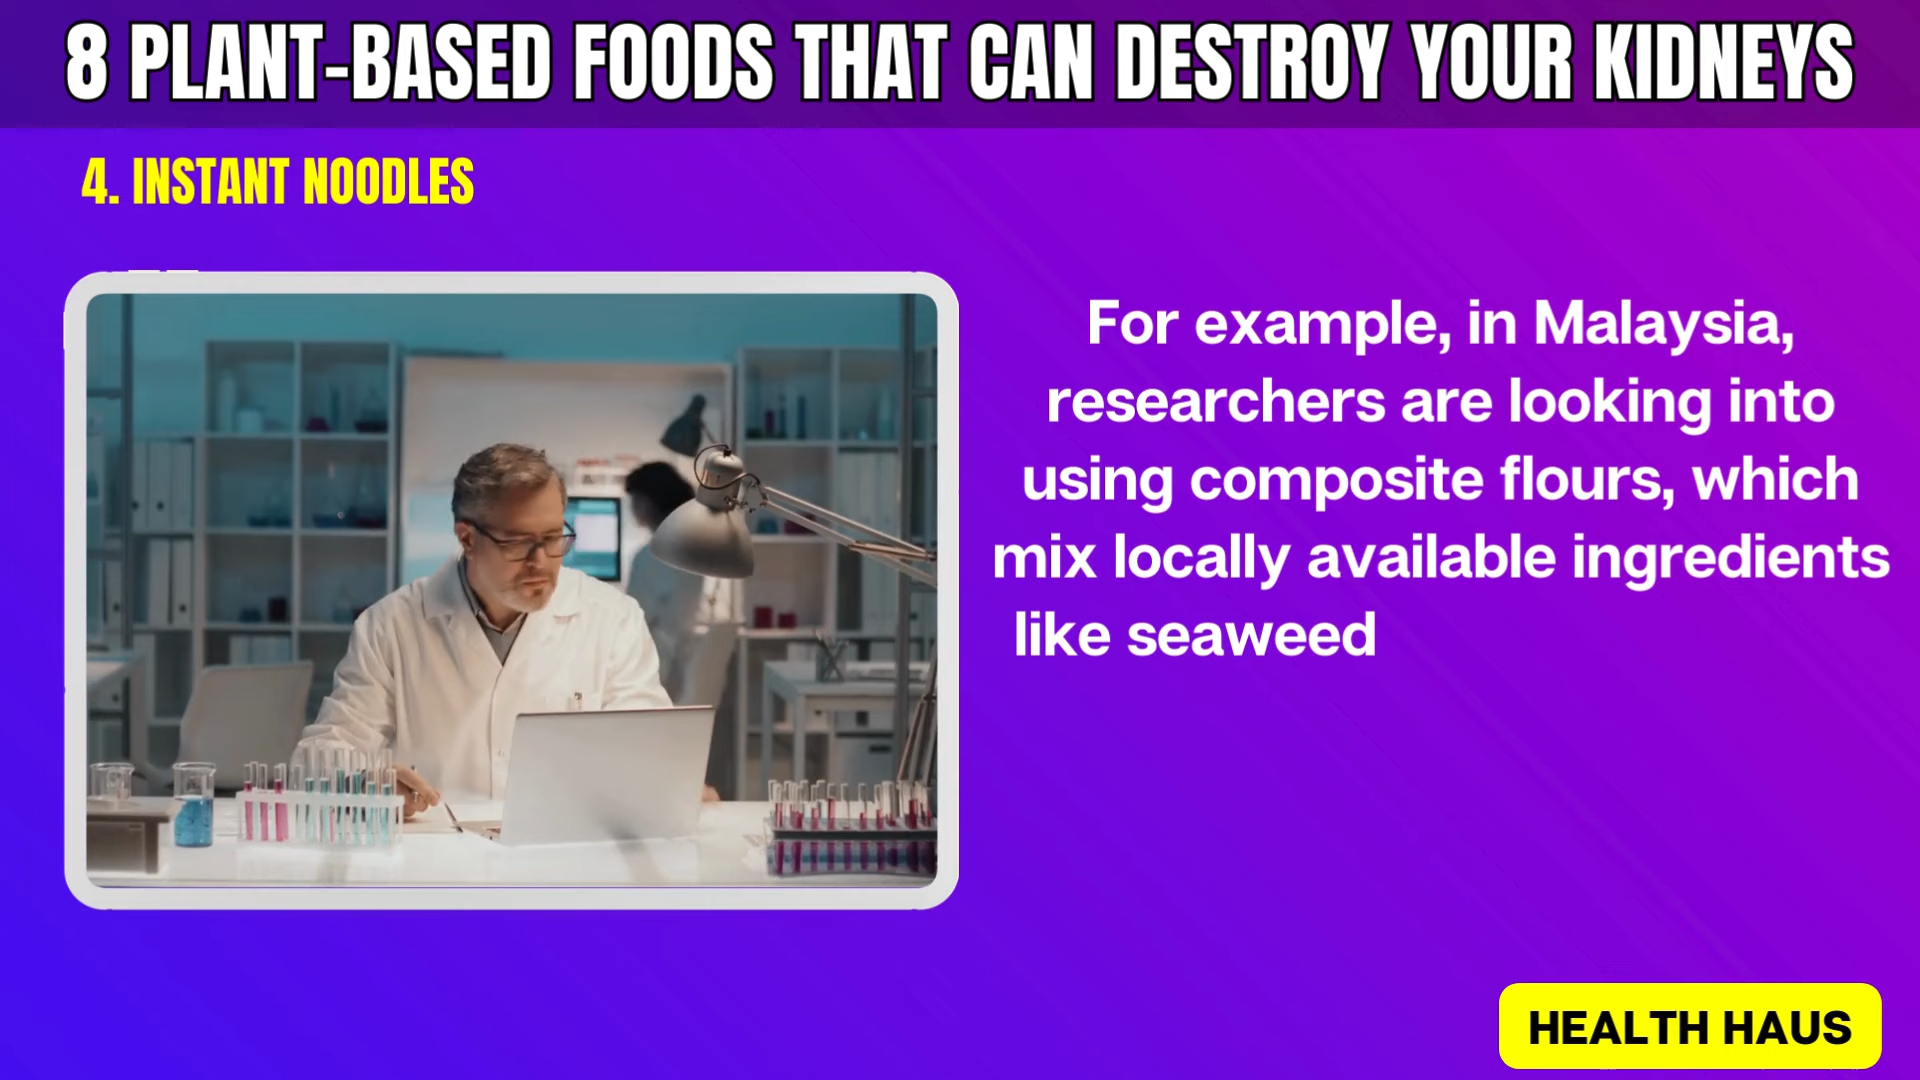 8 PLANT-BASED FOODS THAT CAN DESTROY YOUR KIDNEYS
4. INSTANT NOODLES
For example, in Malaysia,
researchers are looking into
using composite flours, which
mix locally available ingredients
like seaweed
HEALTH HAUS